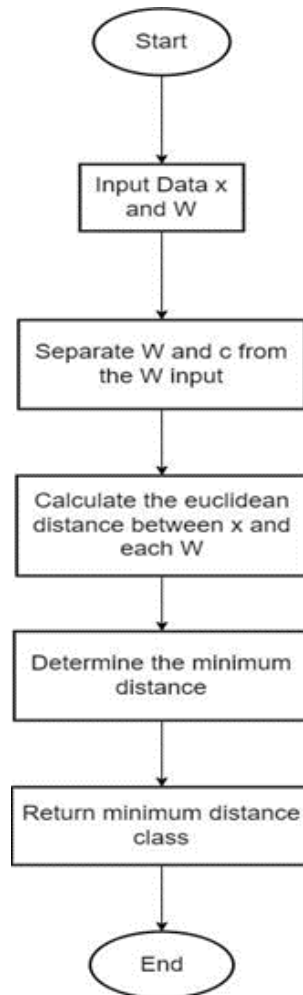 Start
Input Data x
and W
Separate W and c from
the W input
Calculate the euclidean
distance between x and
each W
Determine the minimum
distance
Return minimum distance
class
End